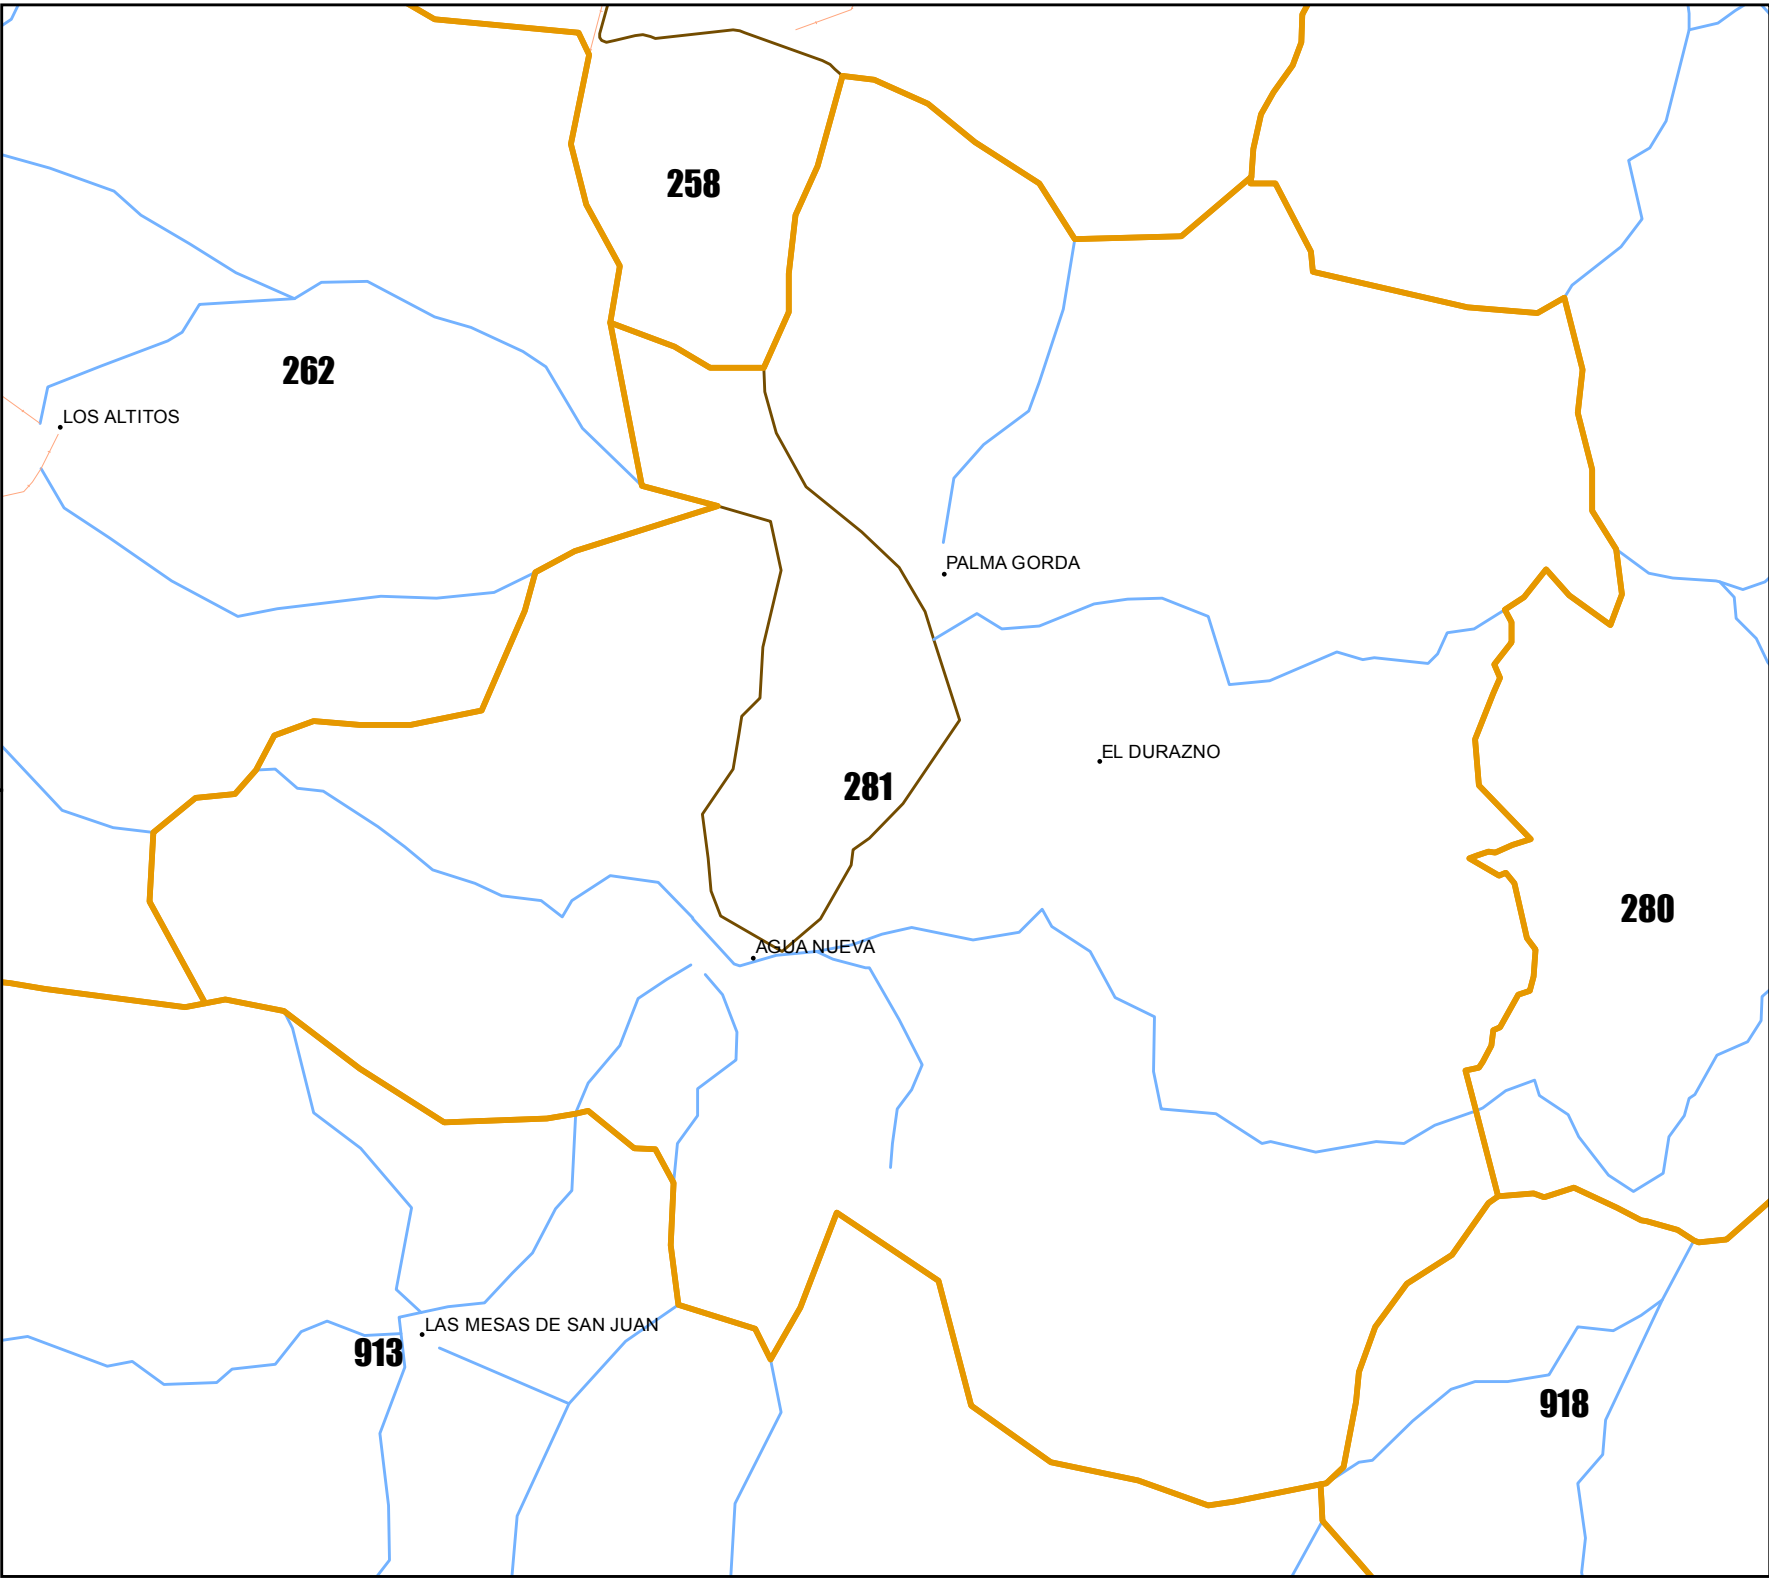 258
262
LOS ALTITOS
PALMA GORDA
EL DURAZNO
281
280
AGUA NUEVA
LAS MESAS DE SAN JUAN
913
918